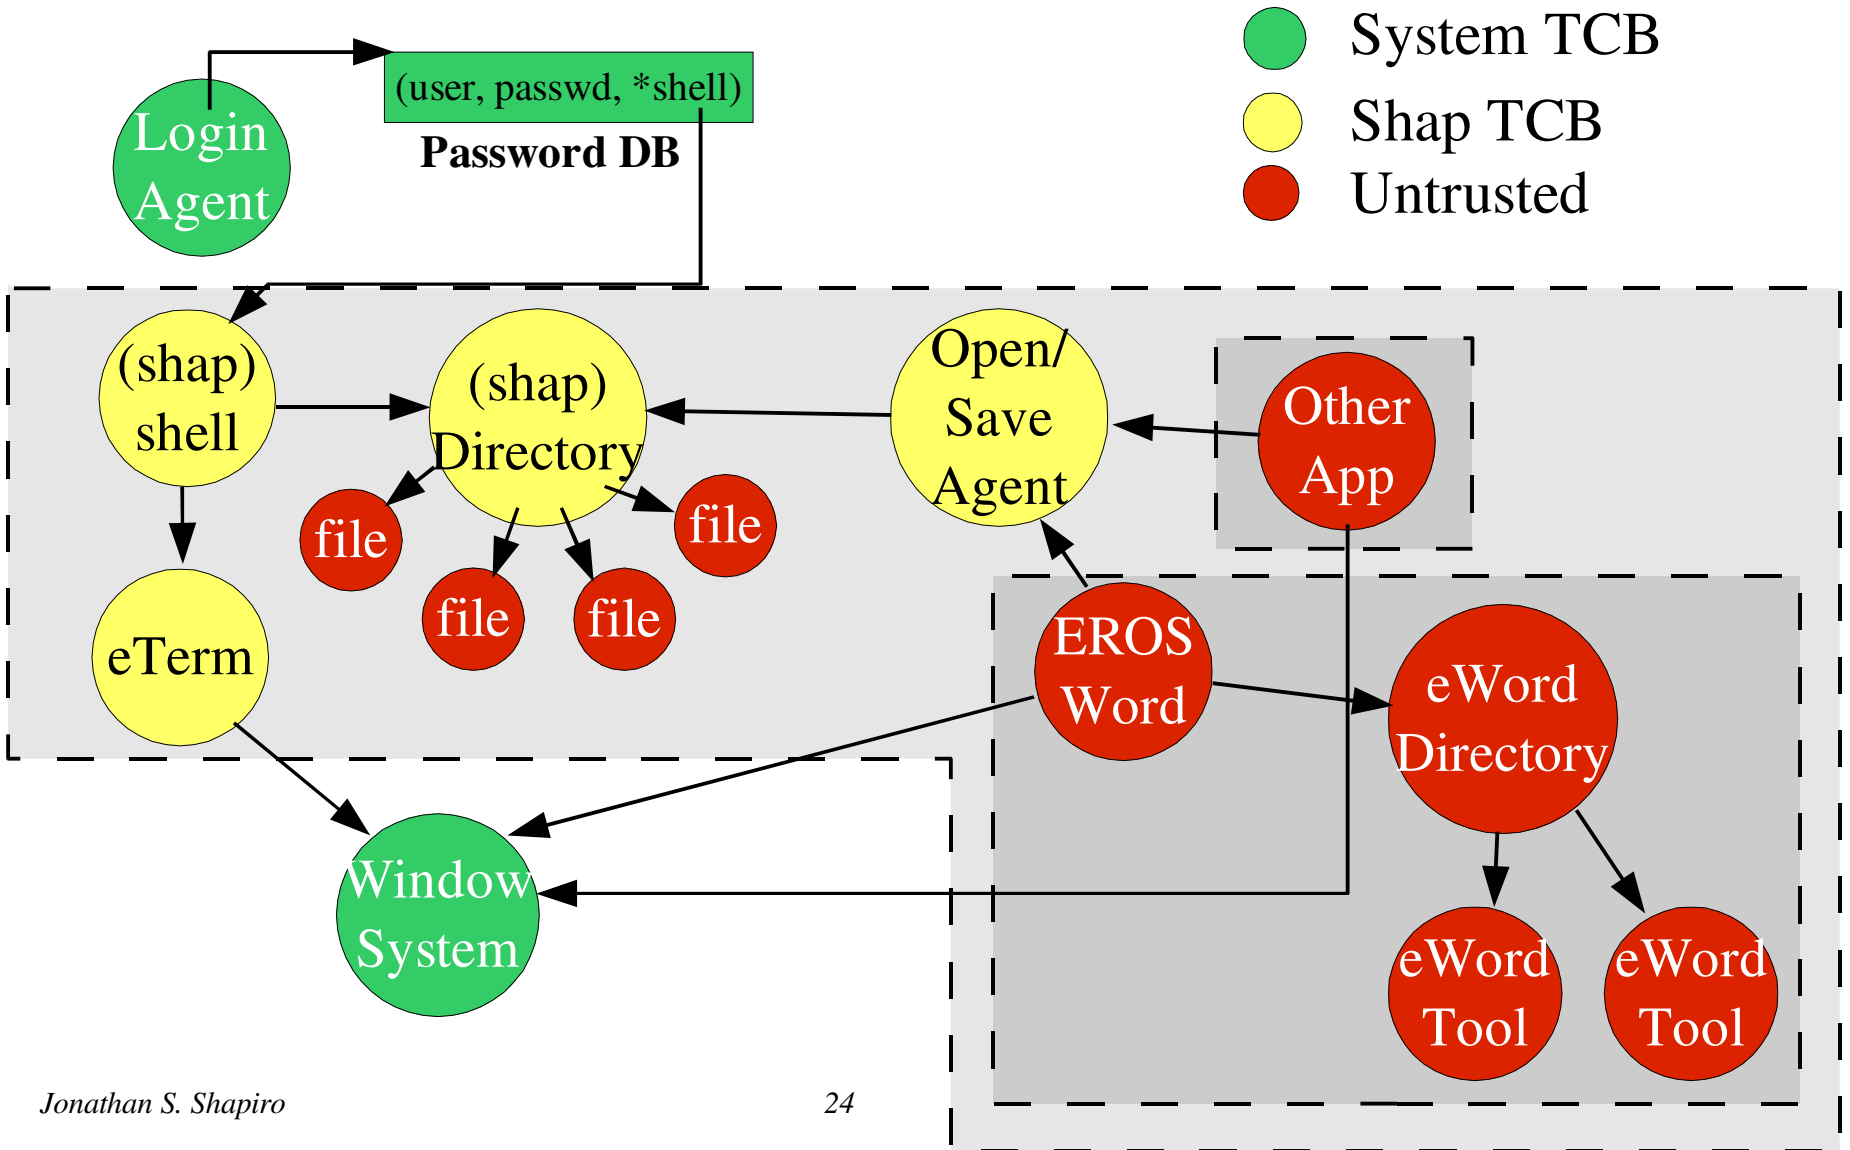 System TCB
Shap TCB
Untrusted
(user, passwd, *shell)
Password DB
Login
Agent
(shap)
shell
(shap)
Directory
Open/
Save
Agent
Other
App
file
file
file
file
eTerm
EROS
Word
eWord
Directory
Window
System
eWord
Tool
eWord
Tool
Jonathan S. Shapiro
24